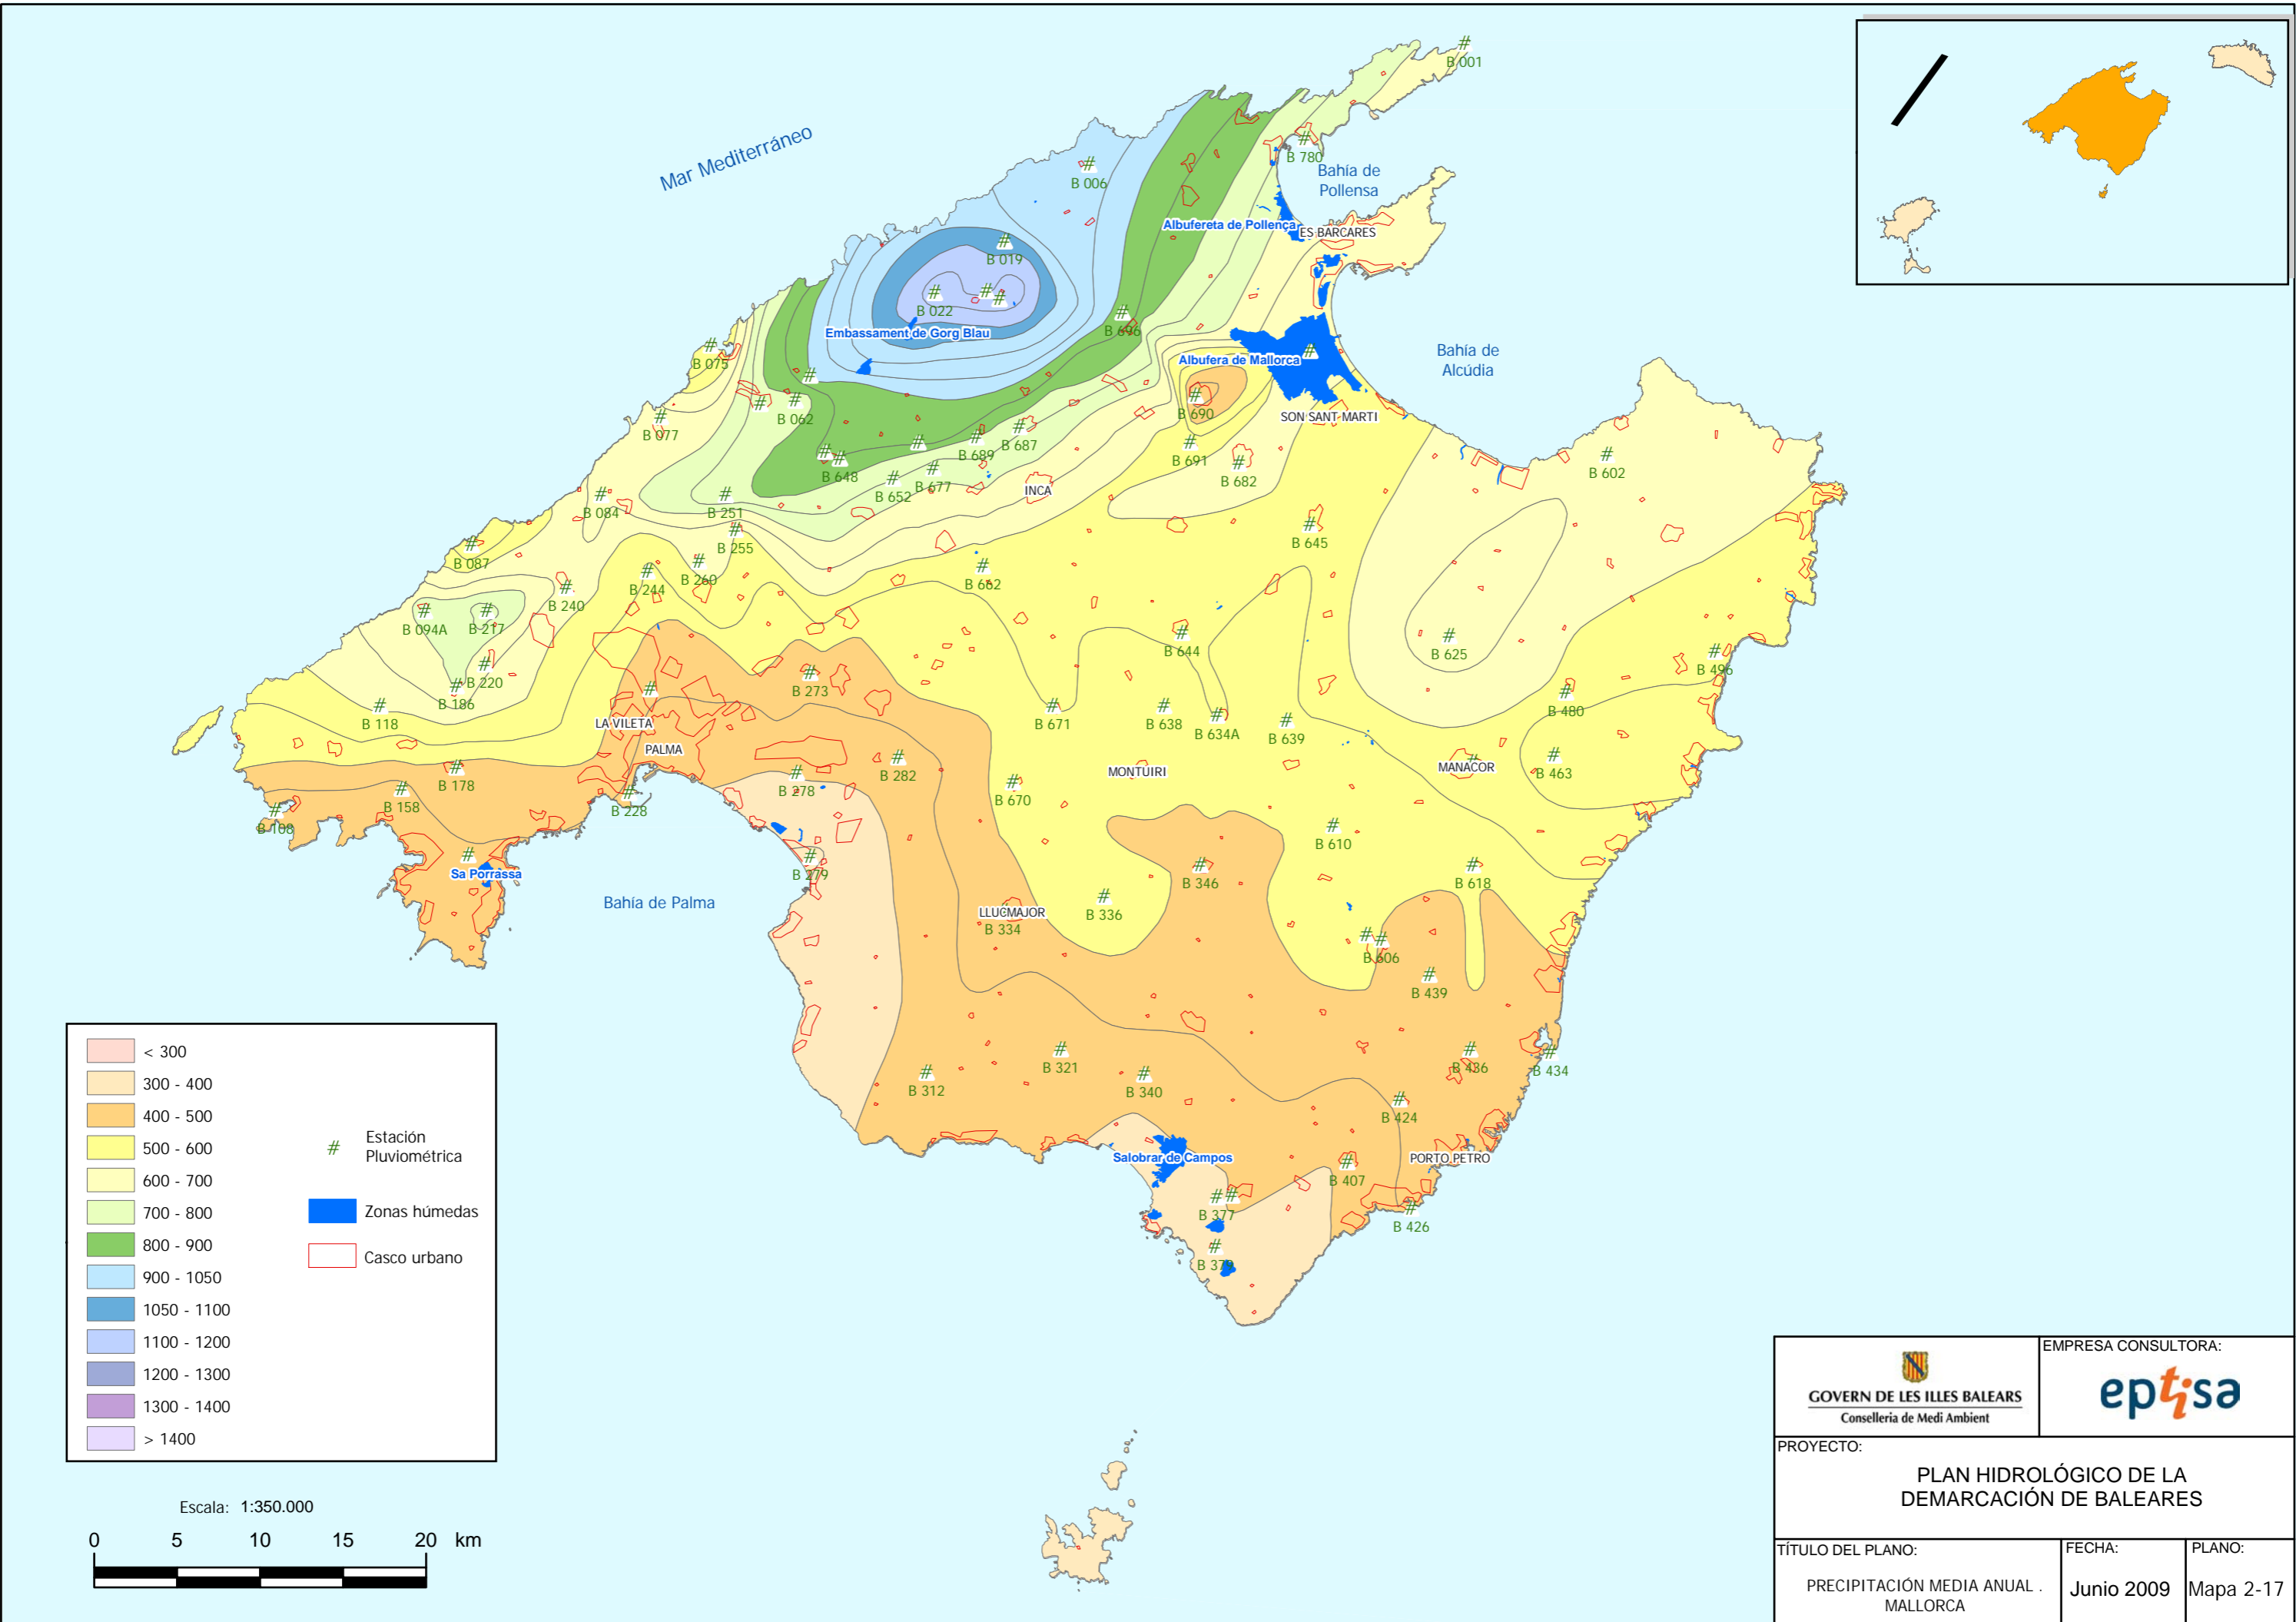 B 001
Mar Mediterráneo
B 780
Bahía de
Pollensa
B 006
Albufereta de Pollença
ES BARCARES
B 019
B 022
Embassament de Gorg Blau
B 696
B 075
Albufera de Mallorca
Bahía de
Alcúdia
B 690
SON SANT MARTI
B 062
B 077
B 687
B 689
B 691
B 648
B 682
B 602
B 677
B 652
INCA
B 084
B 251
B 255
B 645
B 087
B 260
B 244
B 662
B 240
B 094A
B 217
B 644
B 625
B 496
B 220
B 186
B 273
B 480
B 118
LA VILETA
B 671
B 638
B 634A
B 639
PALMA
MONTUIRI
MANACOR
B 463
B 282
B 178
B 278
B 670
B 158
B 228
B 108
B 610
Sa Porrassa
B 279
B 346
B 618
Bahía de Palma
LLUCMAJOR
B 334
B 336
B 606
B 439
B 321
B 436
B 434
B 312
B 340
B 424
Salobrar de Campos
PORTO PETRO
B 407
B 377
B 426
B 379
< 300
300 - 400
400 - 500
500 - 600
600 - 700
700 - 800
800 - 900
900 - 1050
1050 - 1100
1100 - 1200
1200 - 1300
1300 - 1400
> 1400
# Estación
Pluviométrica
Zonas húmedas
Casco urbano
Escala: 1:350.000
0 5 10 15 20 km
GOVERN DE LES ILLES BALEARS
Conselleria de Medi Ambient
EMPRESA CONSULTORA:
eptisa
PROYECTO:
PLAN HIDROLÓGICO DE LA
DEMARCACIÓN DE BALEARES
TÍTULO DEL PLANO:
PRECIPITACIÓN MEDIA ANUAL .
MALLORCA
FECHA:
Junio 2009
PLANO:
Mapa 2-17